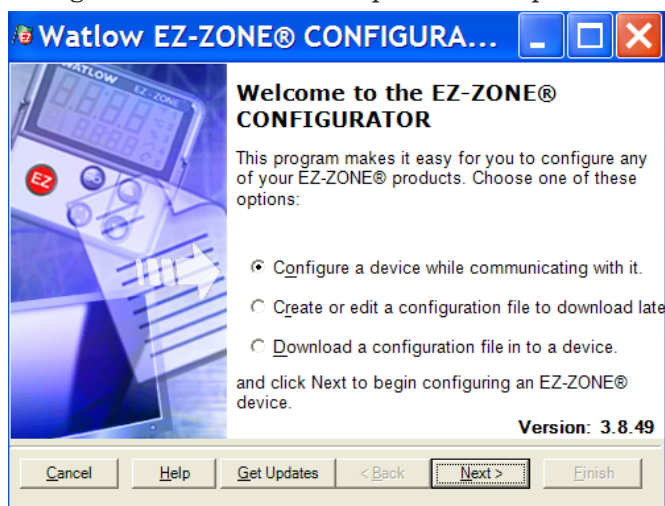 Watlow EZ-ZONE® CONFIGURA...
WATLOW
EZ-ZONE
EZ
Welcome to the EZ-ZONE®
CONFIGURATOR
This program makes it easy for you to configure any
of your EZ-ZONE® products. Choose one of these
options:
Configure a device while communicating with it.
Create or edit a configuration file to download late
Download a configuration file in to a device.
and click Next to begin configuring an EZ-ZONE®
device.
Version: 3.8.49
Cancel Help Get Updates < Back Next > Finish